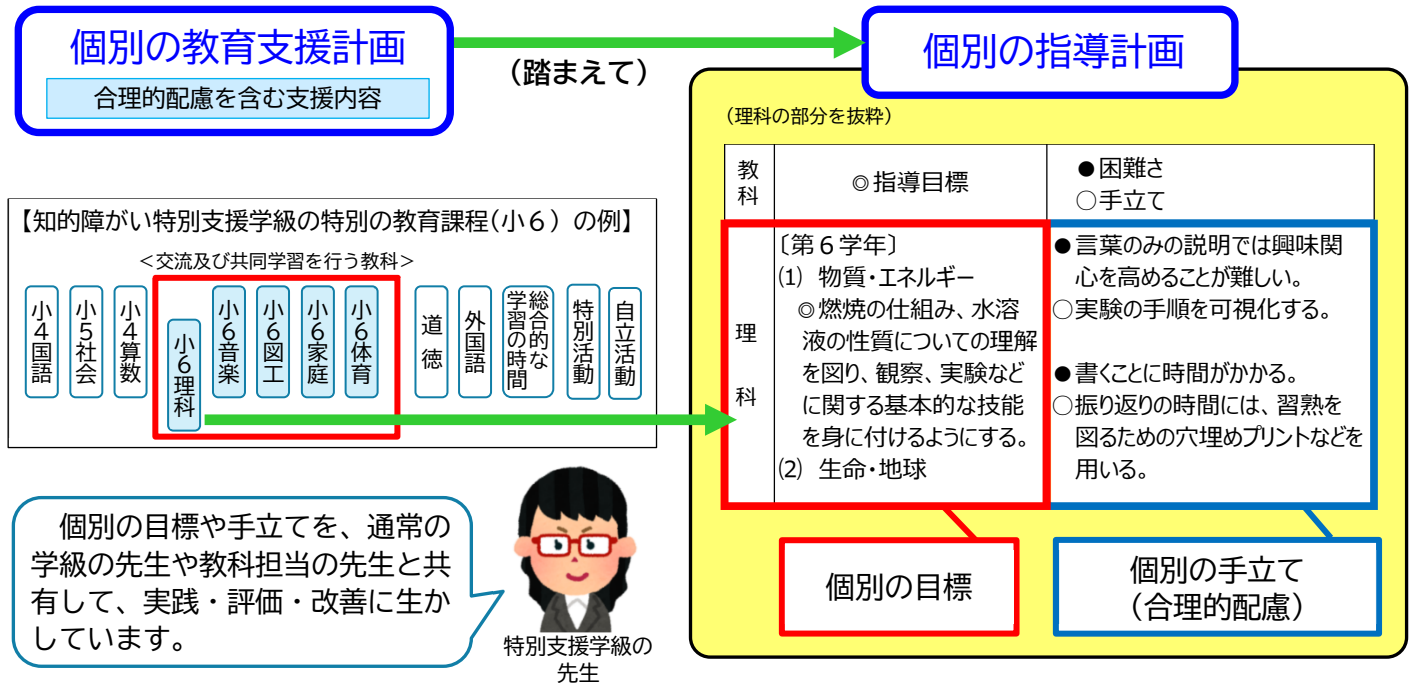 個別の教育支援計画
合理的配慮を含む支援内容
（踏まえて）
個別の指導計画
（理科の部分を抜粋）
教科
◎指導目標
●困難さ
○手立て
理科
〔第６学年〕
⑴ 物質・エネルギー
◎燃焼の仕組み、水溶
液の性質についての理解
を図り、観察、実験など
に関する基本的な技能
を身に付けるようにする。
⑵ 生命・地球
●言葉のみの説明では興味関
心を高めることが難しい。
○実験の手順を可視化する。
●書くことに時間がかかる。
○振り返りの時間には、習熟を
図るための穴埋めプリントなどを
用いる。
個別の目標
個別の手立て
（合理的配慮）
【知的障がい特別支援学級の特別の教育課程(小６）の例】
＜交流及び共同学習を行う教科＞
小４国語
小５社会
小４算数
小６理科
小６音楽
小６図工
小６家庭
小６体育
道徳
外国語
総合的な
学習の時間
特別活動
自立活動
個別の目標や手立てを、通常の
学級の先生や教科担当の先生と共
有して、実践・評価・改善に生か
しています。
特別支援学級の
先生